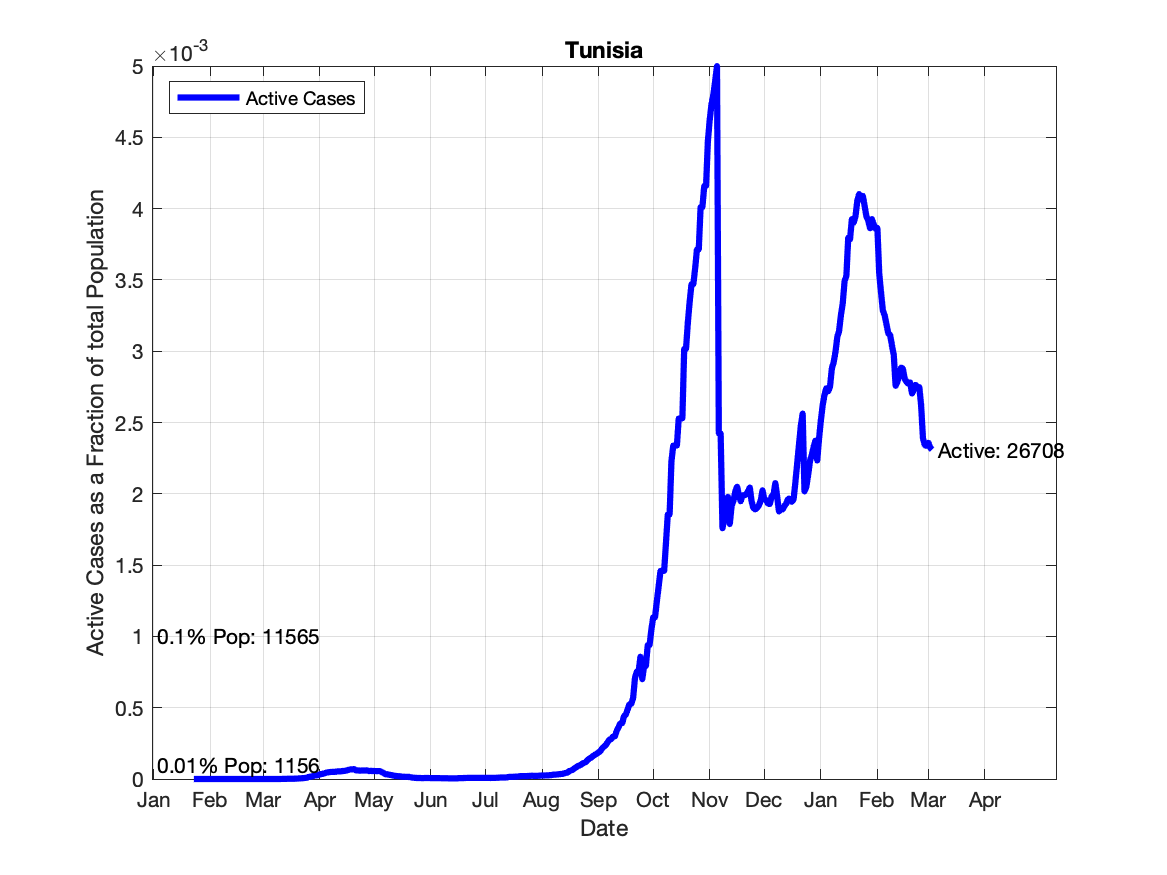 Tunisia
×10-3
5
4.5
4
3.5
3
2.5
2
1.5
1
0.5
0
Active Cases as a Fraction of total Population
Active Cases
Active: 26708
0.1% Pop: 11565
0.01% Pop: 1156
Jan Feb Mar Apr May Jun Jul Aug Sep Oct Nov Dec Jan Feb Mar Apr
Date